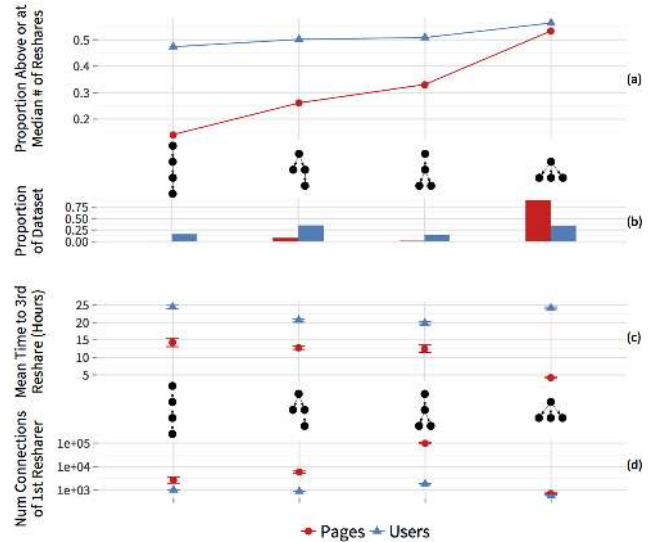 Proportion Above or at
Median # of Reshares
0.5
0.4
0.3
0.2
(a)
Proportion
of Dataset
0.75
0.50
0.25
0.00
(b)
Mean Time to 3rd
Reshare (Hours)
25
20
15
10
5
(c)
Num Connections
of 1st Resharer
1e+05
1e+04
1e+03
(d)
Pages Users